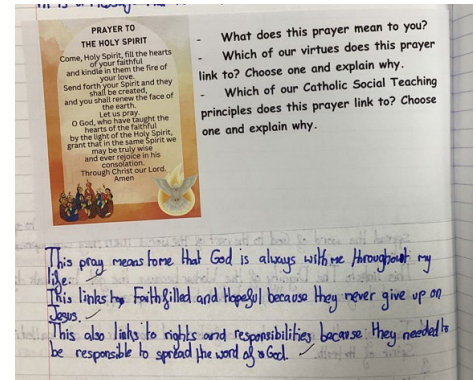 PRAYER TO
THE HOLY SPIRIT
Come, Holy Spirit, fill the hearts
of your faithful
and kindle in them the fire of
your love.
Send forth your Spirit and they
shall be created,
and you shall renew the face of
the earth.
Let us pray.
O God, who have taught the
hearts of the faithful
by the light of the Holy Spirit,
grant that in the same Spirit we
may be truly wise
and ever rejoice in his
consolation.
Through Christ our Lord.
Amen
- What does this prayer mean to you?
- Which of our virtues does this prayer
link to? Choose one and explain why.
- Which of our Catholic Social Teaching
principles does this prayer link to? Choose
one and explain why.
This pray means to me that God is always with me throughout my
life.
This links to Faithfilled and Hopeful because they never give up on
Jesus.
This also links to rights and responsibilities because they needed to
be responsible to spread the word of God.